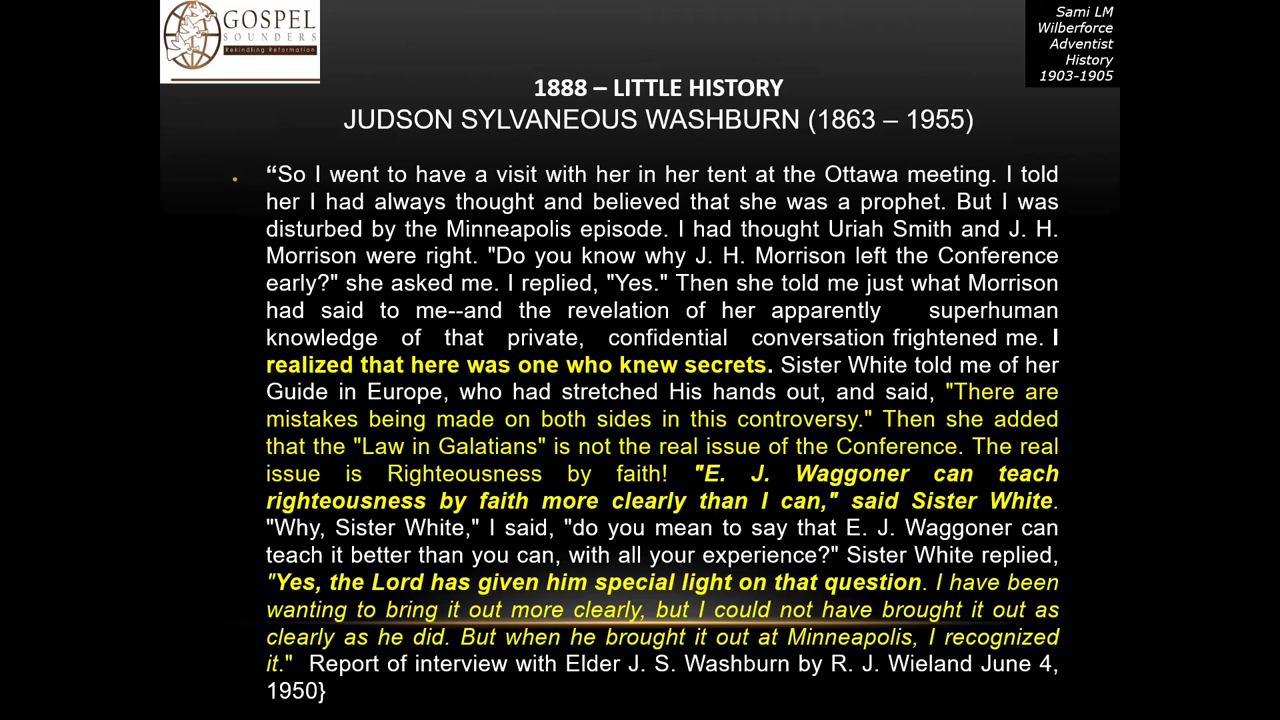 GOSPEL
SOUNDERS
Rekindling Reformation
Sami LM
Wilberforce
Adventist
History
1903-1905
1888 – LITTLE HISTORY
JUDSON SYLVANEOUS WASHBURN (1863 – 1955)
• “So I went to have a visit with her in her tent at the Ottawa meeting. I told
her I had always thought and believed that she was a prophet. But I was
disturbed by the Minneapolis episode. I had thought Uriah Smith and J. H.
Morrison were right. "Do you know why J. H. Morrison left the Conference
early?" she asked me. I replied, "Yes." Then she told me just what Morrison
had said to me--and the revelation of her apparently superhuman
knowledge of that private, confidential conversation frightened me. I
realized that here was one who knew secrets. Sister White told me of her
Guide in Europe, who had stretched His hands out, and said, "There are
mistakes being made on both sides in this controversy." Then she added
that the "Law in Galatians" is not the real issue of the Conference. The real
issue is Righteousness by faith! "E. J. Waggoner can teach
righteousness by faith more clearly than I can," said Sister White.
"Why, Sister White," I said, "do you mean to say that E. J. Waggoner can
teach it better than you can, with all your experience?" Sister White replied,
"Yes, the Lord has given him special light on that question. I have been
wanting to bring it out more clearly, but I could not have brought it out as
clearly as he did. But when he brought it out at Minneapolis, I recognized
it." Report of interview with Elder J. S. Washburn by R. J. Wieland June 4,
1950}